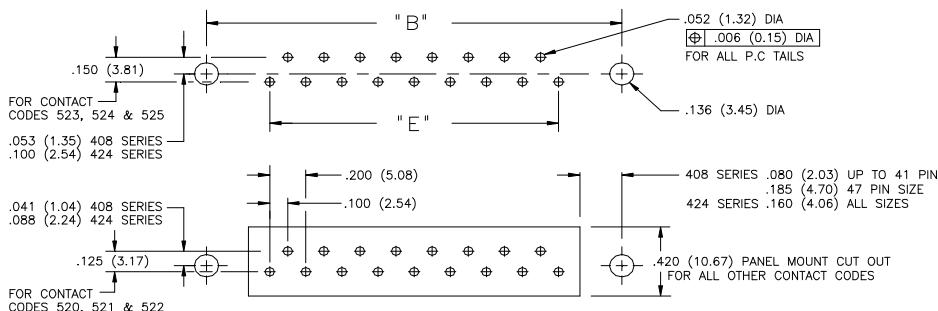 "B"
.052 (1.32) DIA
⌖ .006 (0.15) DIA
FOR ALL P.C TAILS
.150 (3.81)
FOR CONTACT
CODES 523, 524 & 525
.136 (3.45) DIA
"E"
.053 (1.35) 408 SERIES
.100 (2.54) 424 SERIES
.200 (5.08)
.100 (2.54)
408 SERIES .080 (2.03) UP TO 41 PIN
.185 (4.70) 47 PIN SIZE
424 SERIES .160 (4.06) ALL SIZES
.041 (1.04) 408 SERIES
.088 (2.24) 424 SERIES
.125 (3.17)
.420 (10.67) PANEL MOUNT CUT OUT
FOR ALL OTHER CONTACT CODES
FOR CONTACT
CODES 520, 521 & 522